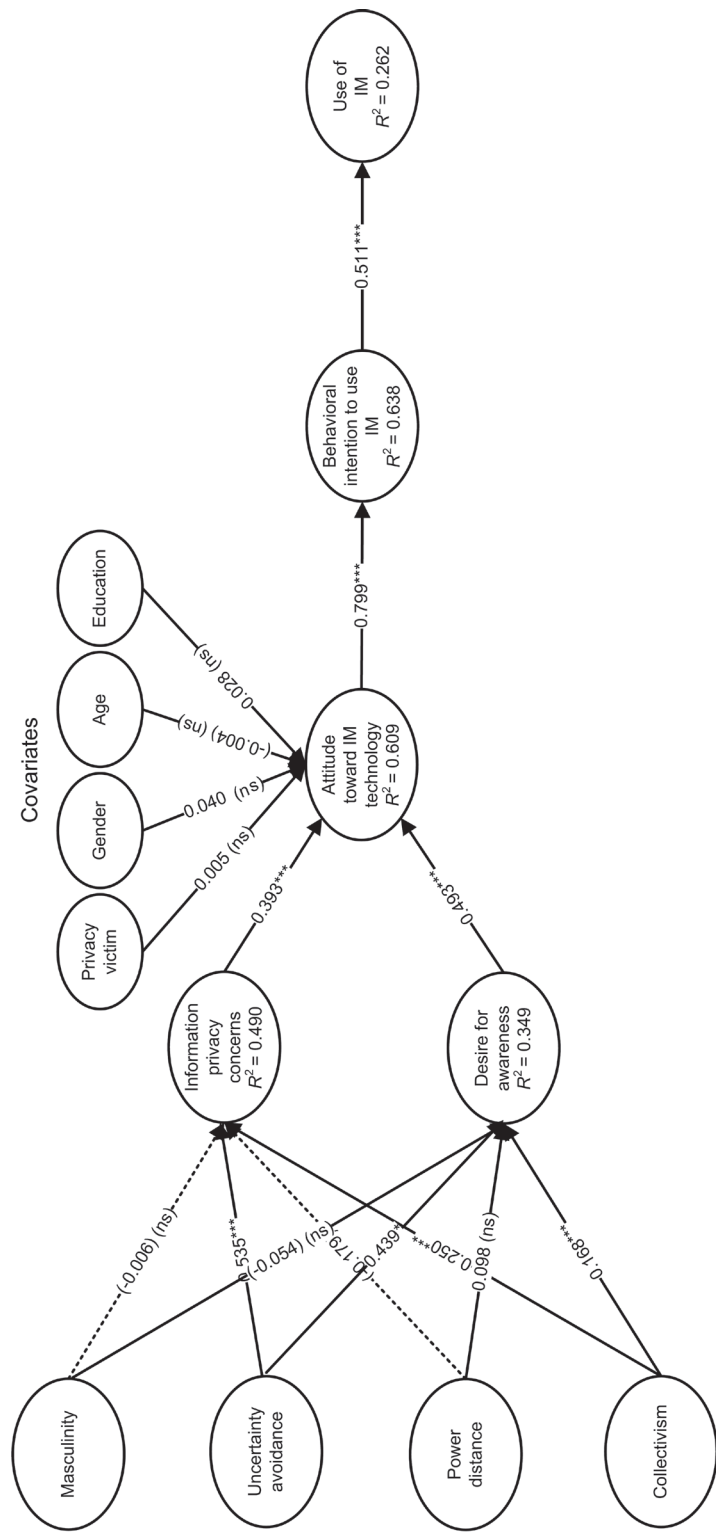 Covariates
Privacy
victim
Gender
Age
Education
0.005 (ns)
0.040 (ns)
(-0.004) (ns)
0.028 (ns)
Masculinity
Uncertainty
avoidance
Power
distance
Collectivism
(-0.006) (ns)
(-0.054) (ns)
0.535***
0.439*
0.250***
0.098 (ns)
0.168***
Information
privacy
concerns
R² = 0.490
Desire for
awareness
R² = 0.349
0.393***
0.493***
Attitude
toward IM
technology
R² = 0.609
0.799***
Behavioral
intention to use
IM
R² = 0.638
0.511***
Use of
IM
R² = 0.262